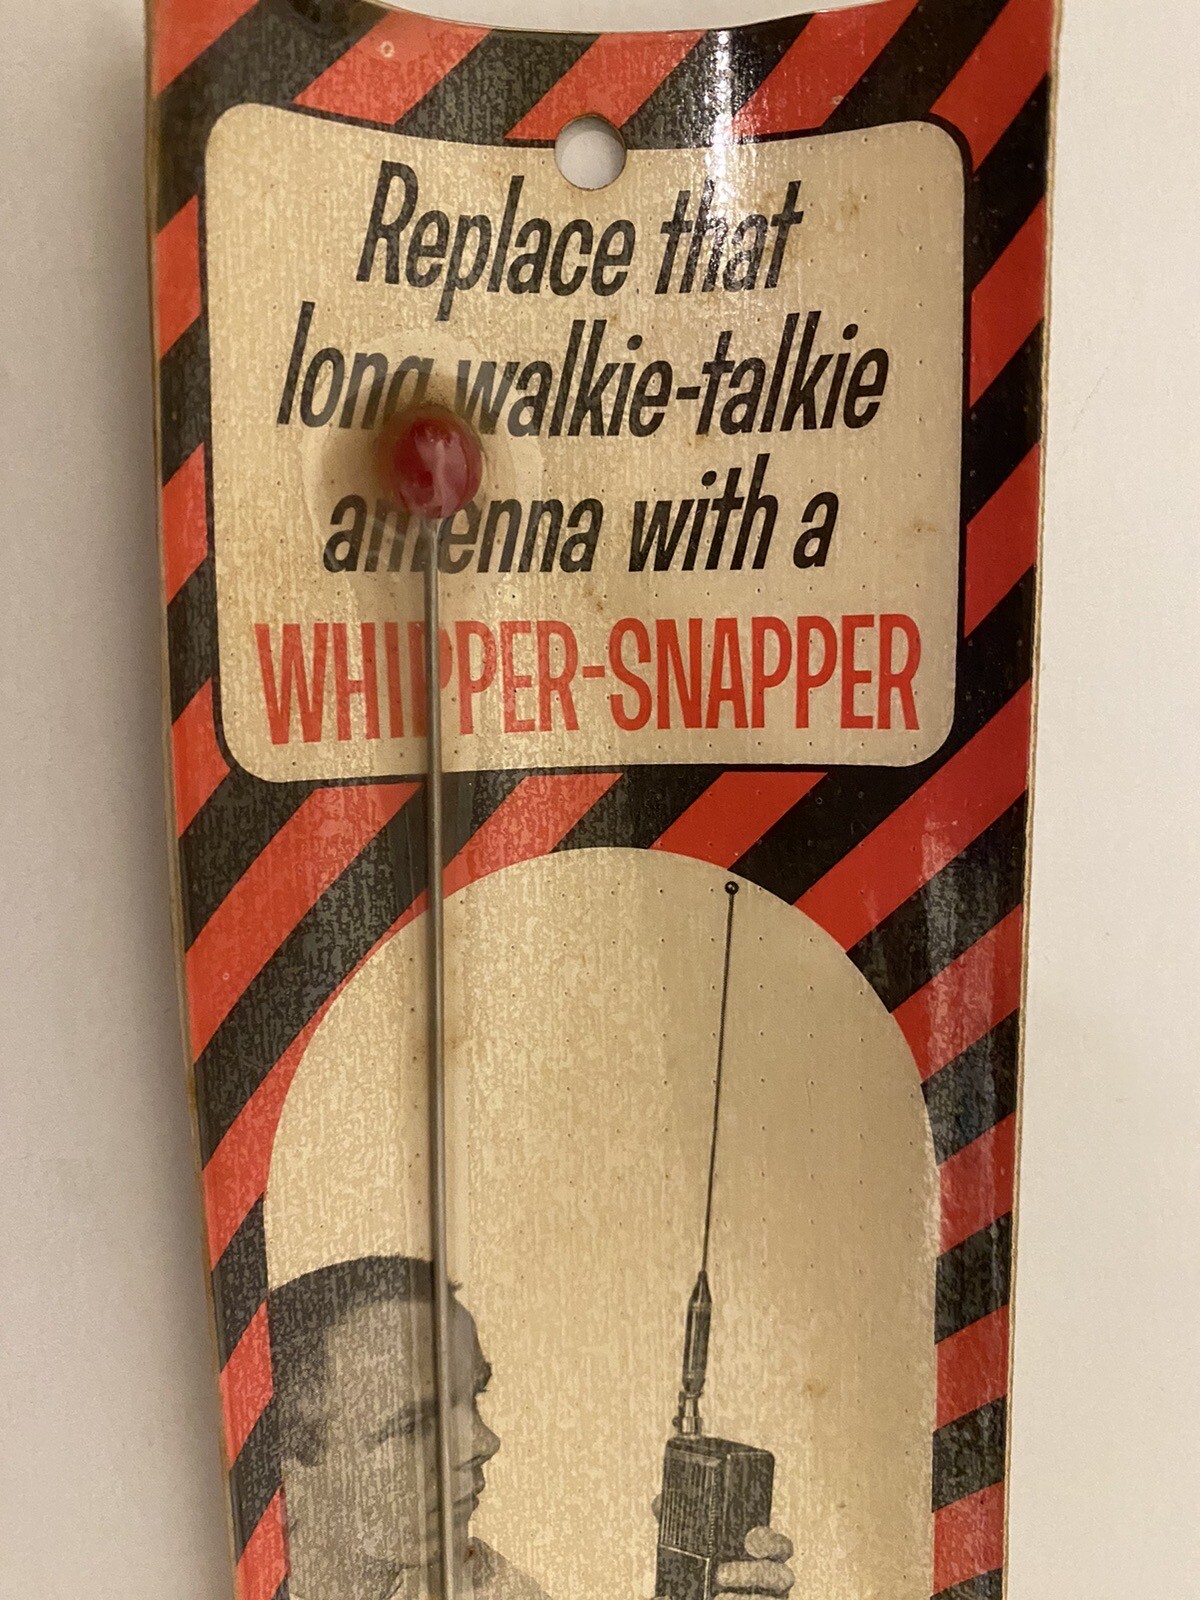 Replace that
long walkie-talkie
antenna with a
WHIPPER-SNAPPER